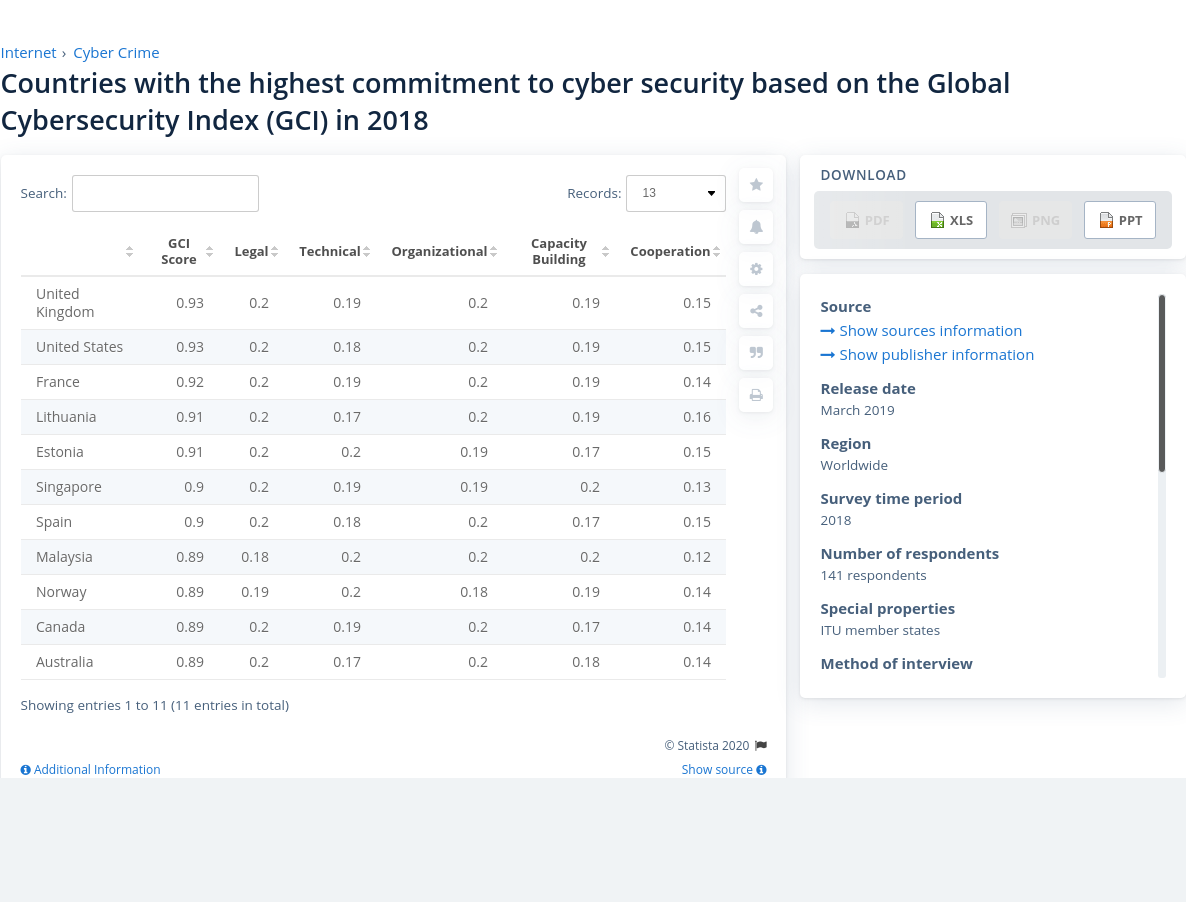 Internet › Cyber Crime
Countries with the highest commitment to cyber security based on the Global
Cybersecurity Index (GCI) in 2018
Search:
Records: 13
GCI Score Legal Technical Organizational Capacity Building Cooperation
United Kingdom 0.93 0.2 0.19 0.2 0.19 0.15
United States 0.93 0.2 0.18 0.2 0.19 0.15
France 0.92 0.2 0.19 0.2 0.19 0.14
Lithuania 0.91 0.2 0.17 0.2 0.19 0.16
Estonia 0.91 0.2 0.2 0.19 0.17 0.15
Singapore 0.9 0.2 0.19 0.19 0.2 0.13
Spain 0.9 0.2 0.18 0.2 0.17 0.15
Malaysia 0.89 0.18 0.2 0.2 0.2 0.12
Norway 0.89 0.19 0.2 0.18 0.19 0.14
Canada 0.89 0.2 0.19 0.2 0.17 0.14
Australia 0.89 0.2 0.17 0.2 0.18 0.14
Showing entries 1 to 11 (11 entries in total)
© Statista 2020
Additional Information
Show source
DOWNLOAD
PDF XLS PNG PPT
Source
Show sources information
Show publisher information
Release date
March 2019
Region
Worldwide
Survey time period
2018
Number of respondents
141 respondents
Special properties
ITU member states
Method of interview